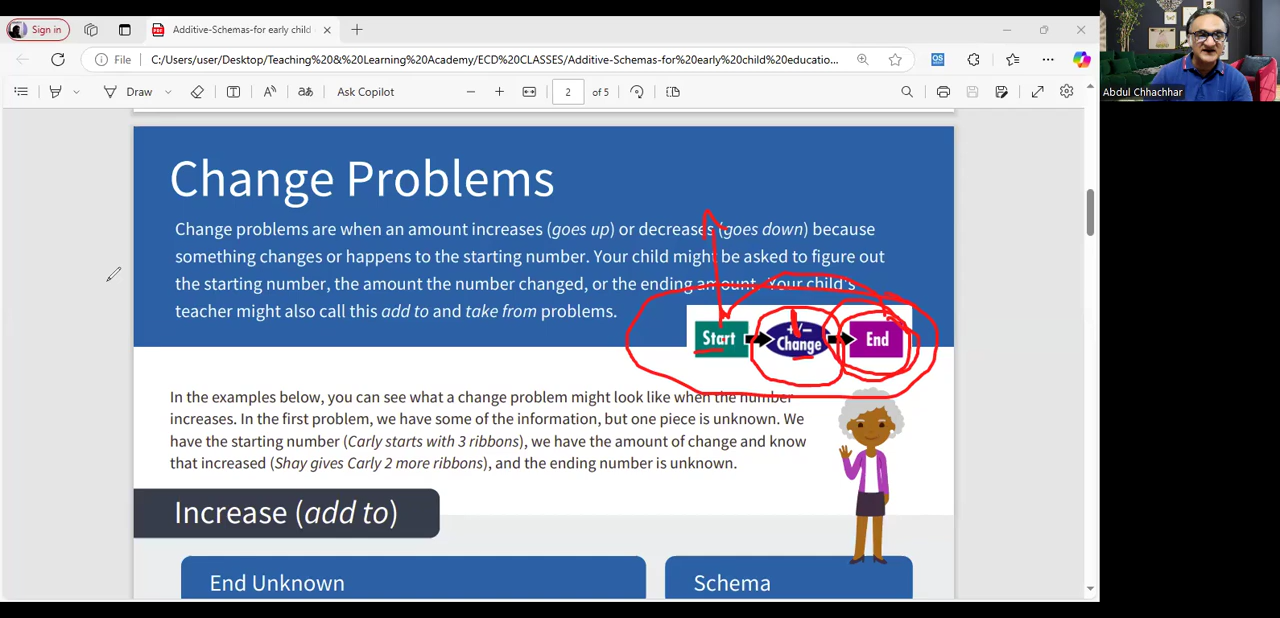 Sign in
Additive-Schemas-for early child
File
C:/Users/user/Desktop/Teaching%20&%20Learning%20Academy/ECD%20CLASSES/Additive-Schemas-for%20early%20child%20educatio...
Draw
aあ
Ask Copilot
2 of 5
OS
Abdul Chhachhar
Change Problems
Change problems are when an amount increases (goes up) or decreases (goes down) because
something changes or happens to the starting number. Your child might be asked to figure out
the starting number, the amount the number changed, or the ending amount. Your child's
teacher might also call this add to and take from problems.
Start
+/−
Change
End
In the examples below, you can see what a change problem might look like when the number
increases. In the first problem, we have some of the information, but one piece is unknown. We
have the starting number (Carly starts with 3 ribbons), we have the amount of change and know
that increased (Shay gives Carly 2 more ribbons), and the ending number is unknown.
Increase (add to)
End Unknown
Schema